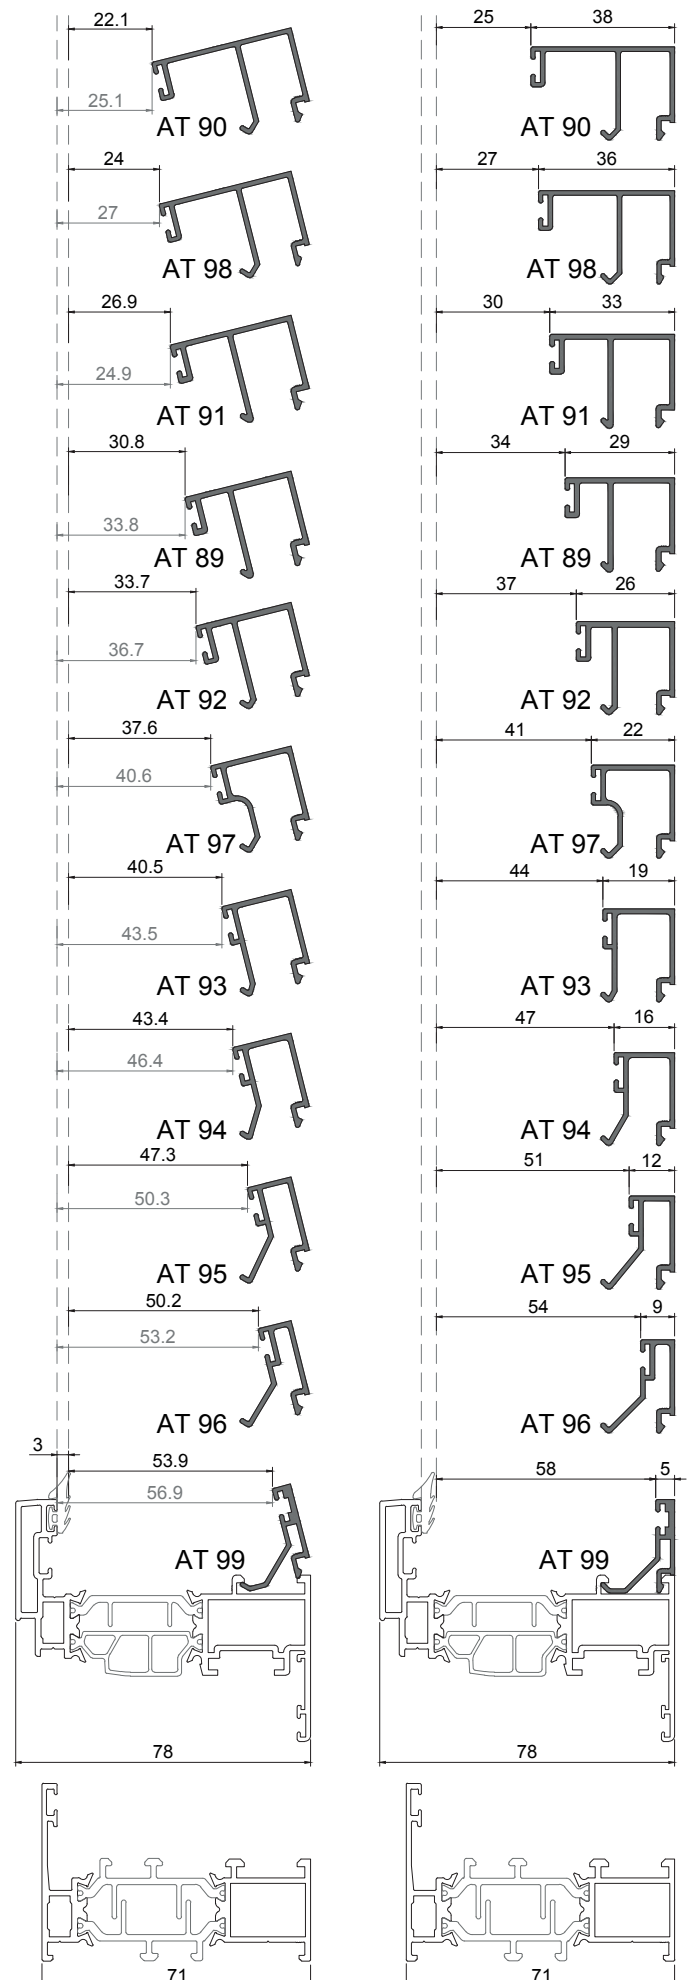 22.1 25 38
25.1
AT 90 AT 90
24 27 36
27
AT 98 AT 98
26.9 30 33
24.9
AT 91 AT 91
30.8 34 29
33.8
AT 89 AT 89
33.7 37 26
36.7
AT 92 AT 92
37.6 41 22
40.6
AT 97 AT 97
40.5 44 19
43.5
AT 93 AT 93
43.4 47 16
46.4
AT 94 AT 94
47.3 51 12
50.3
AT 95 AT 95
50.2 54 9
53.2
AT 96 AT 96
3
53.9 58 5
56.9
AT 99 AT 99
78 78
71 71